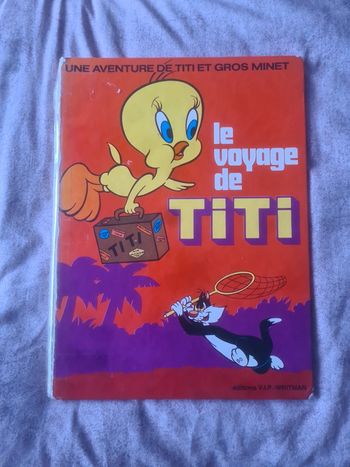 UNE AVENTURE DE TITI ET GROS MINET
le
voyage
de
TiTi
TITI
éditions V.I.P.-WHITMAN